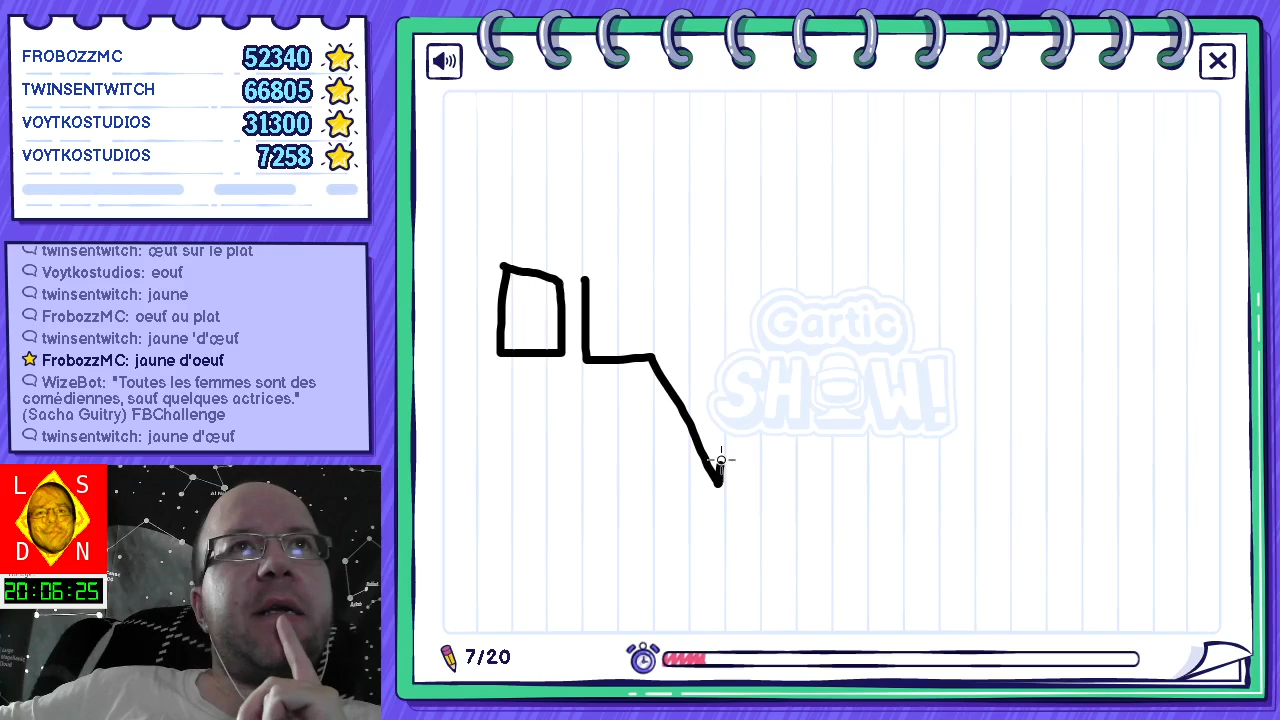 FROBOZZMC 52340
TWINSENTWITCH 66805
VOYTKOSTUDIOS 31300
VOYTKOSTUDIOS 7258
twinsentwitch: œuf sur le plat
Voytkostudios: eouf
twinsentwitch: jaune
FrobozzMC: oeuf au plat
twinsentwitch: jaune 'd'œuf
FrobozzMC: jaune d'oeuf
WizeBot: "Toutes les femmes sont des
comédiennes, sauf quelques actrices."
(Sacha Guitry) FBChallenge
twinsentwitch: jaune d'œuf
L S
D N
20:06:25
Gartic
SHOW!
7/20